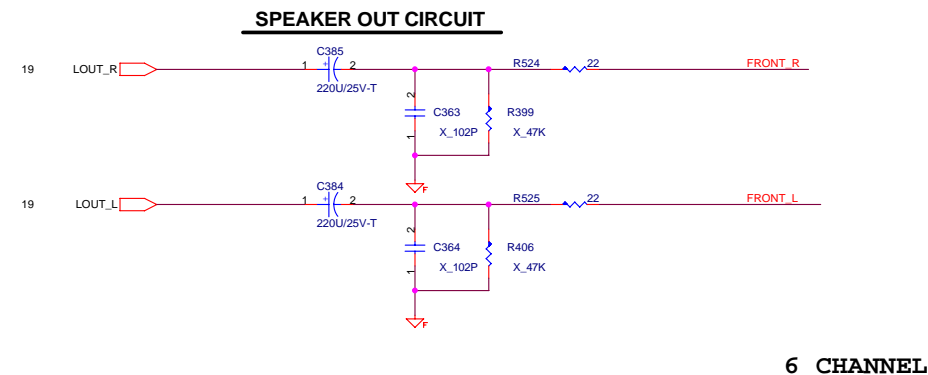 SPEAKER OUT CIRCUIT
C385
19 LOUT_R 1 + 2 R524 22 FRONT_R
220U/25V-T
2
C363 R399
1 X_102P X_47K
F
C384
19 LOUT_L 1 + 2 R525 22 FRONT_L
220U/25V-T
2
C364 R406
1 X_102P X_47K
F
6 CHANNEL